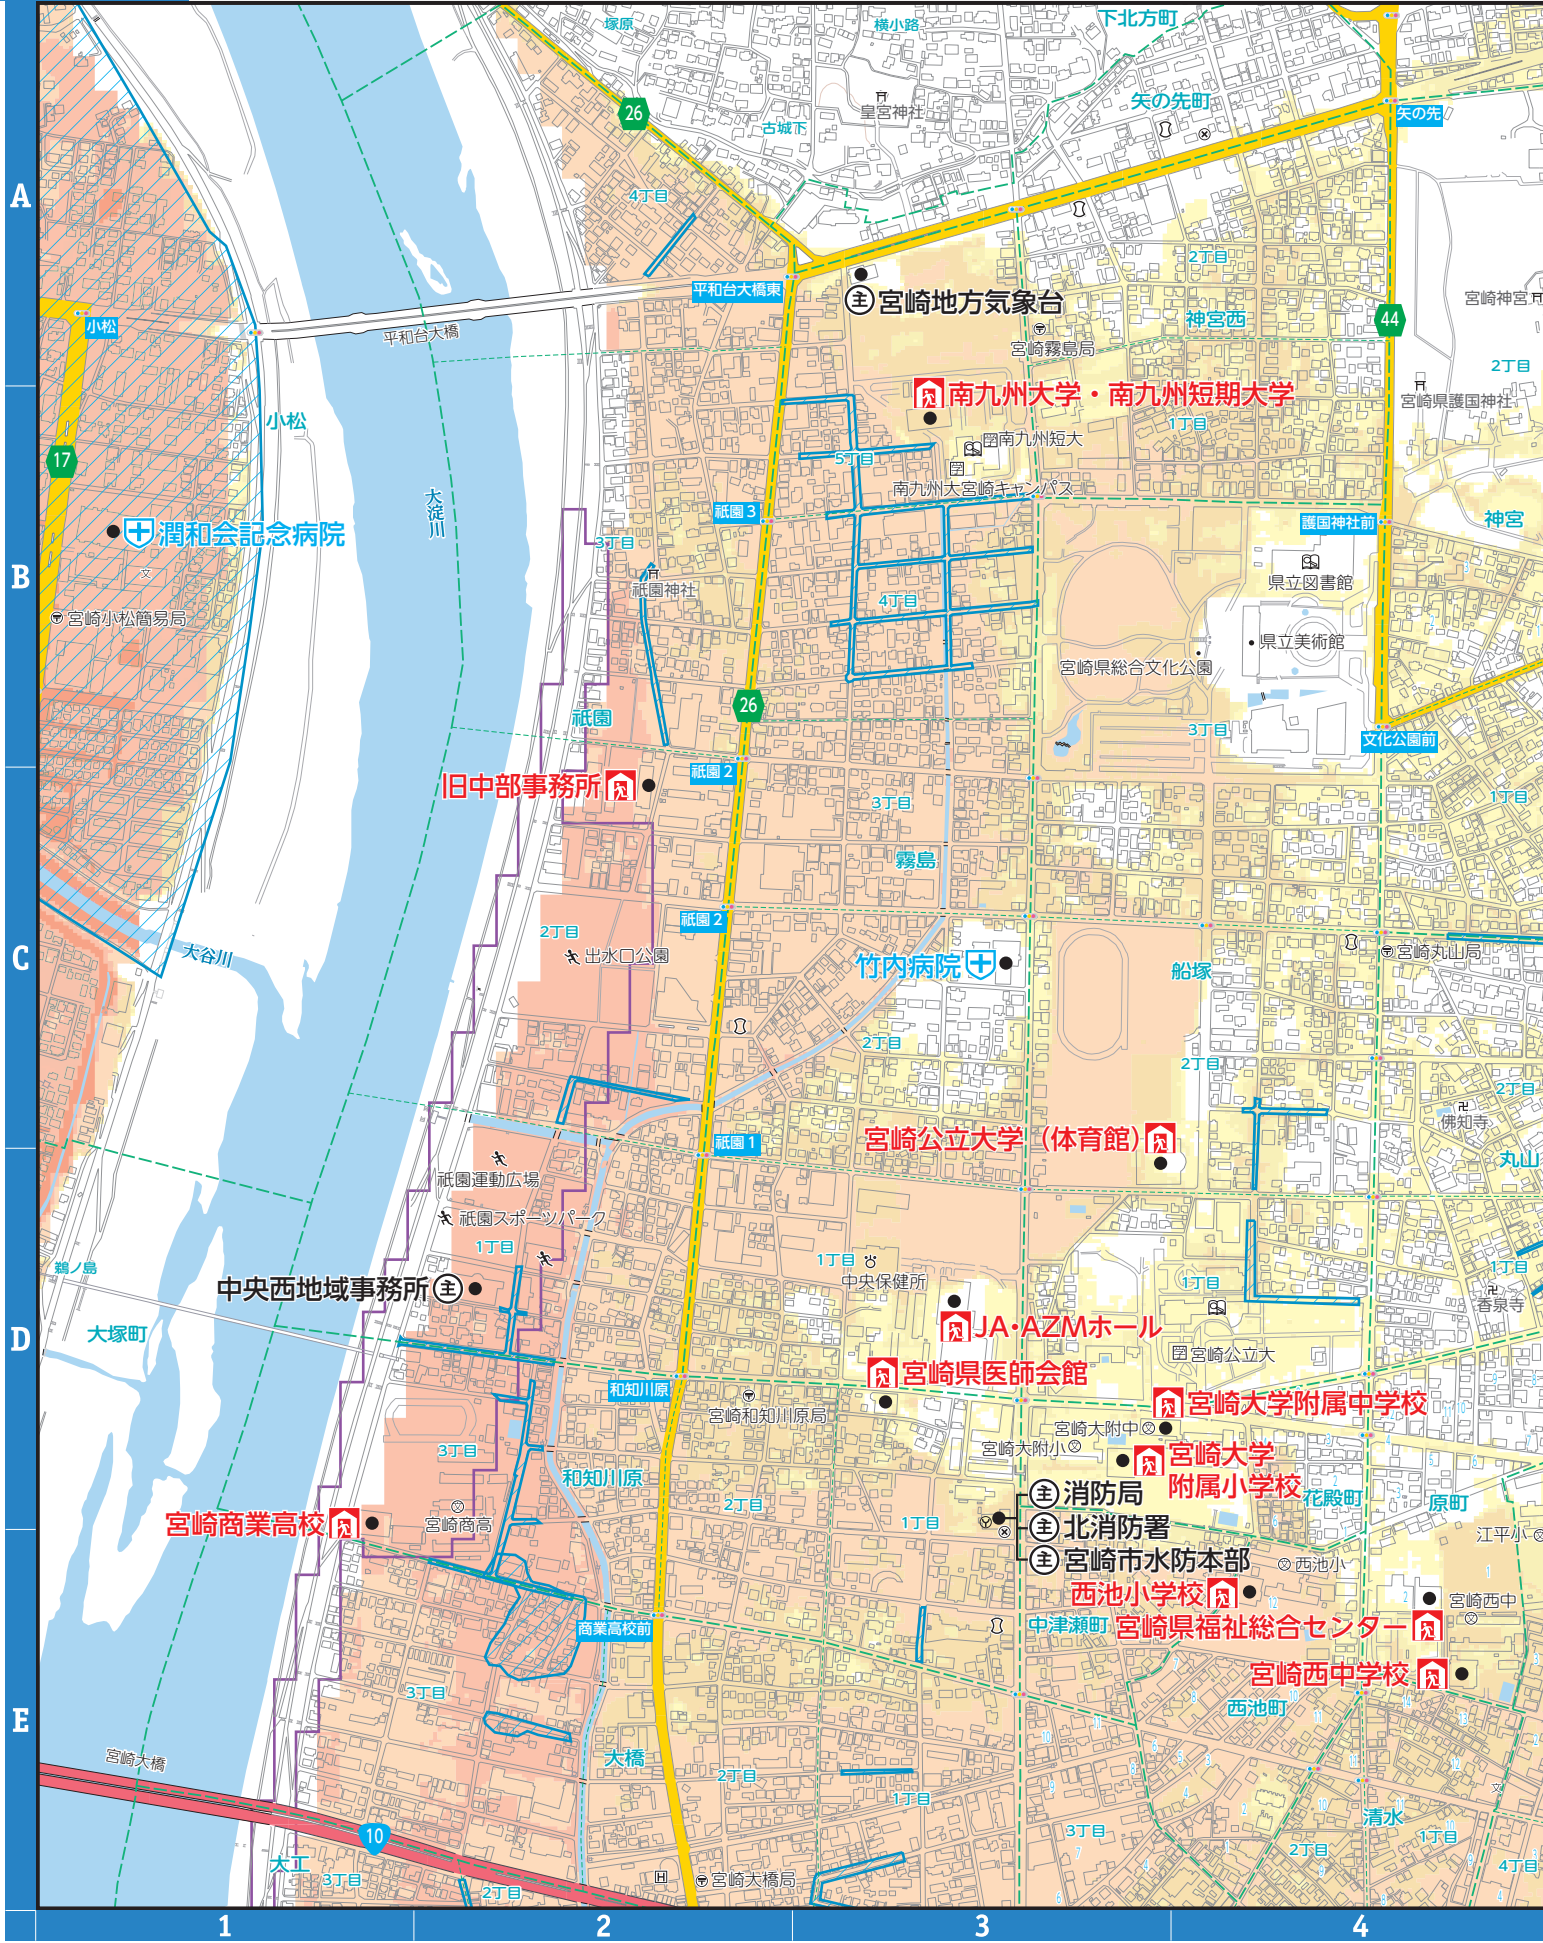 塚原
横小路
下北方町
26
皇宮神社
矢の先町
矢の先
古城下
A
4丁目
2丁目
平和台大橋東
主 宮崎地方気象台
宮崎神宮
神宮西
44
小松
平和台大橋
宮崎霧島局
2丁目
南九州大学・南九州短期大学
宮崎県護国神社
小松
1丁目
南九州短大
17
5丁目
大淀川
南九州大宮崎キャンパス
祇園3
護国神社前
神宮
潤和会記念病院
3丁目
B
祇園神社
県立図書館
4丁目
宮崎小松簡易局
県立美術館
宮崎県総合文化公園
26
祇園
3丁目
文化公園前
祇園2
旧中部事務所
3丁目
1丁目
霧島
祇園2
2丁目
C
大谷川
出水口公園
竹内病院
船塚
宮崎丸山局
2丁目
2丁目
2丁目
佛知寺
祇園1
宮崎公立大学（体育館）
丸山
祇園運動広場
祇園スポーツパーク
1丁目
1丁目
鵜ノ島
中央保健所
1丁目
1丁目
中央西地域事務所 主
香泉寺
大塚町
D
JA・AZMホール
宮崎公立大
宮崎県医師会館
和知川原
宮崎大学附属中学校
宮崎和知川原局
宮崎大附中
宮崎大附小
3丁目
宮崎大学
附属小学校
和知川原
主 消防局
花殿町
原町
2丁目
1丁目
宮崎商業高校
宮崎商高
主 北消防署
江平小
主 宮崎市水防本部
西池小
西池小学校
宮崎西中
商業高校前
中津瀬町
宮崎県福祉総合センター
宮崎西中学校
3丁目
西池町
E
宮崎大橋
大橋
2丁目
1丁目
清水
10
3丁目
1丁目
2丁目
大工
3丁目
4丁目
宮崎大橋局
2丁目
1
2
3
4